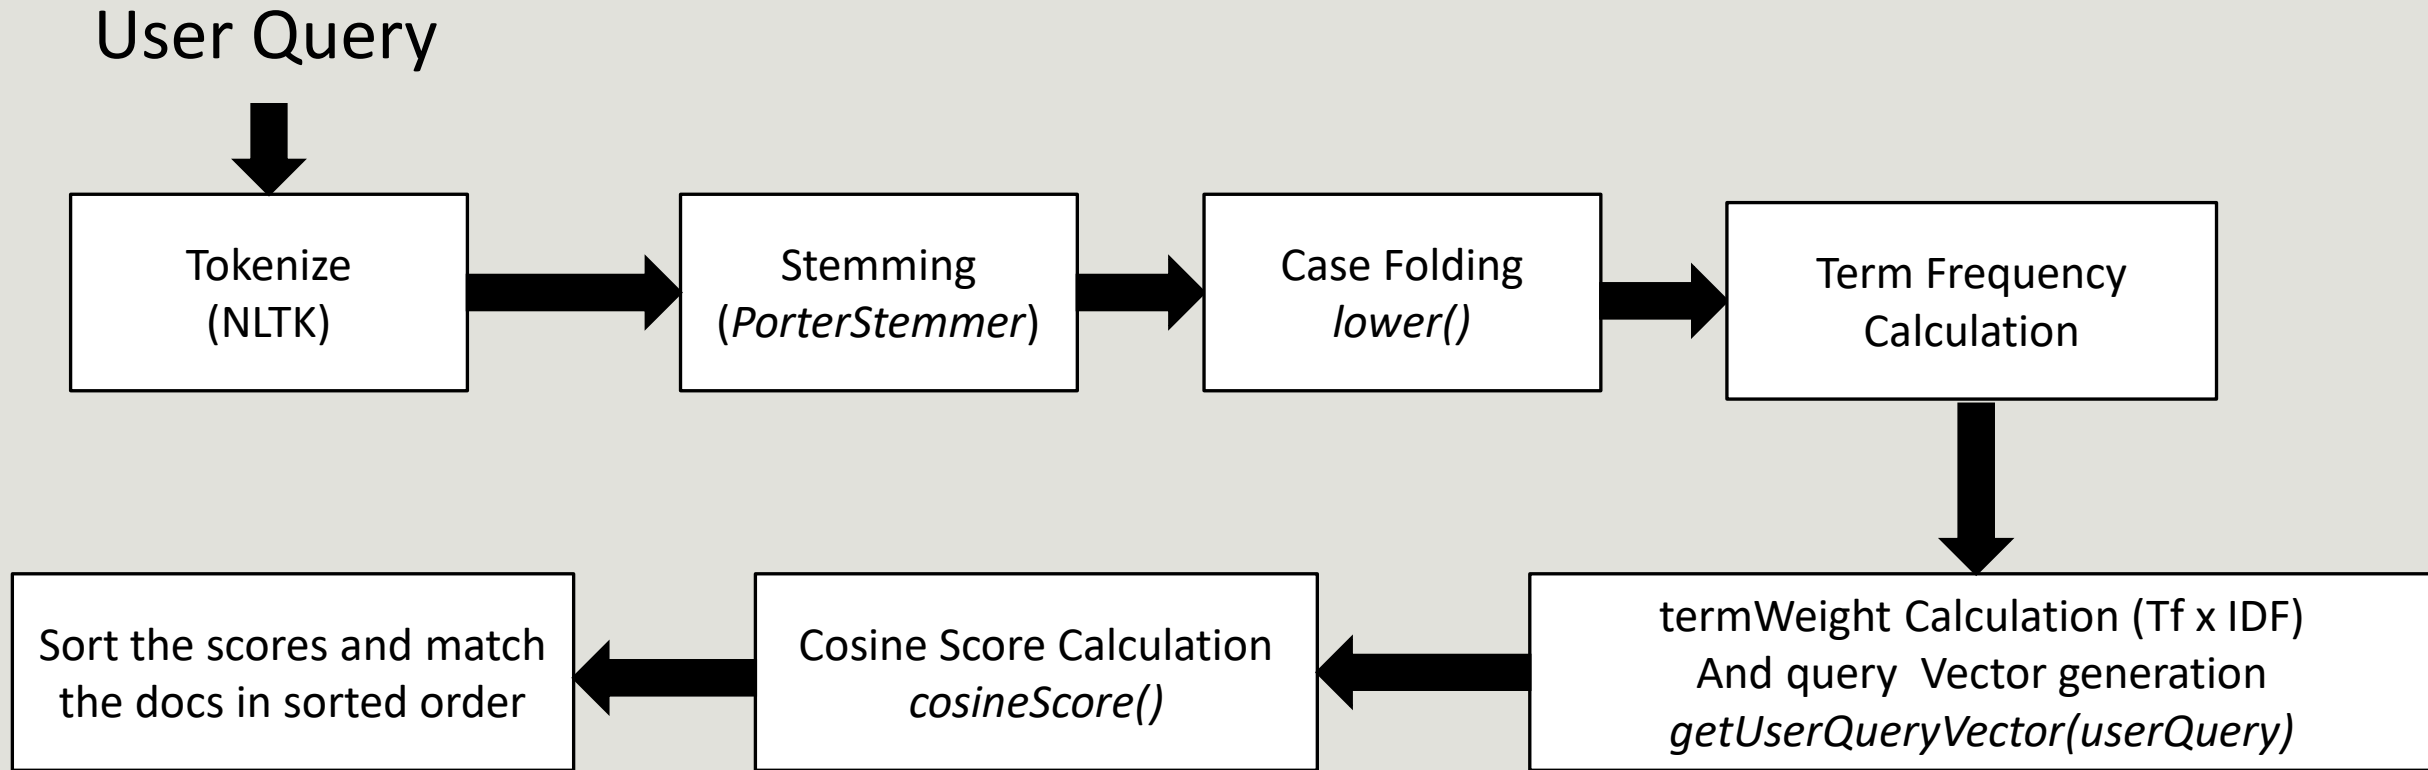 User Query
Tokenize
(NLTK)
Stemming
(PorterStemmer)
Case Folding
lower()
Term Frequency
Calculation
termWeight Calculation (Tf x IDF)
And query  Vector generation
getUserQueryVector(userQuery)
Cosine Score Calculation
cosineScore()
Sort the scores and match
the docs in sorted order